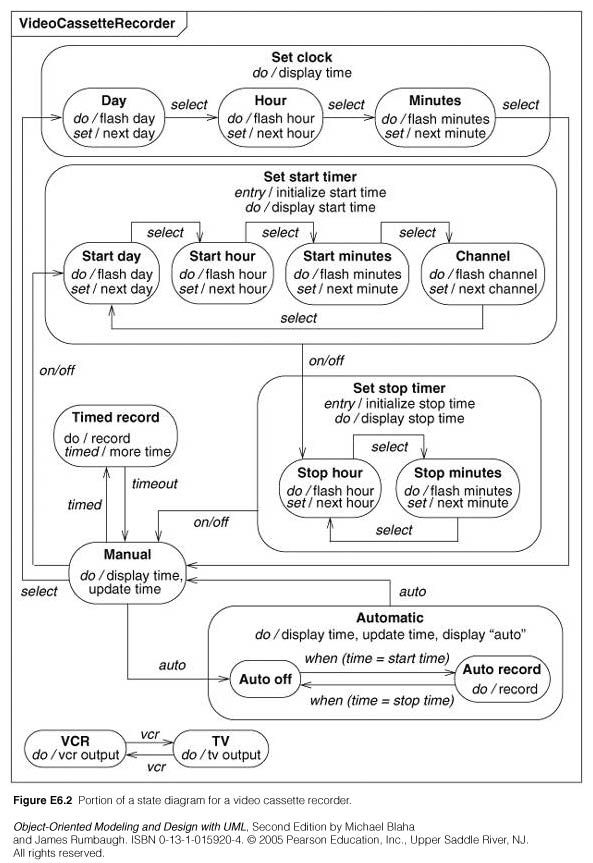 VideoCassetteRecorder
Set clock
do / display time
Day
do / flash day
set / next day
select
Hour
do / flash hour
set / next hour
select
Minutes
do / flash minutes
set / next minute
select
Set start timer
entry / initialize start time
do / display start time
select
select
select
Start day
do / flash day
set / next day
Start hour
do / flash hour
set / next hour
Start minutes
do / flash minutes
set / next minute
Channel
do / flash channel
set / next channel
select
on/off
on/off
Set stop timer
entry / initialize stop time
do / display stop time
select
Stop hour
do / flash hour
set / next hour
Stop minutes
do / flash minutes
set / next minute
select
Timed record
do / record
timed / more time
timeout
timed
on/off
Manual
do / display time,
update time
select
auto
auto
Automatic
do / display time, update time, display “auto”
Auto off
when (time = start time)
when (time = stop time)
Auto record
do / record
VCR
do / vcr output
vcr
vcr
TV
do / tv output
Figure E6.2 Portion of a state diagram for a video cassette recorder.
Object-Oriented Modeling and Design with UML, Second Edition by Michael Blaha
and James Rumbaugh. ISBN 0-13-1-015920-4. © 2005 Pearson Education, Inc., Upper Saddle River, NJ.
All rights reserved.